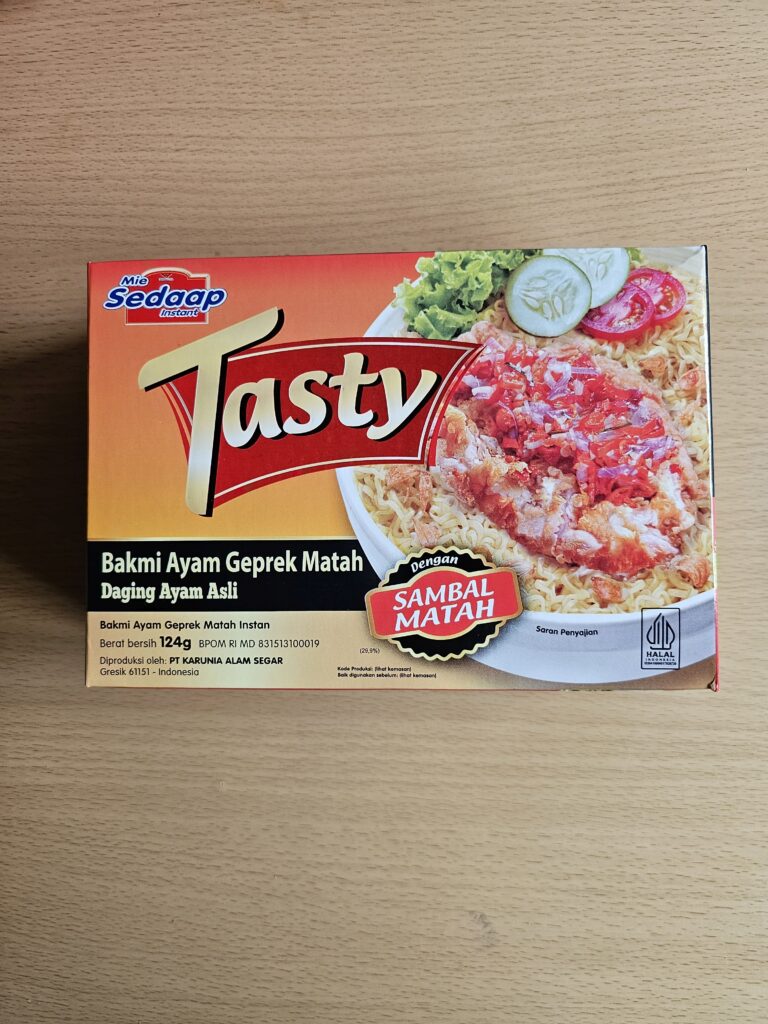 Mie
Sedaap
Instant
Tasty
Bakmi Ayam Geprek Matah
Daging Ayam Asli
Dengan
SAMBAL
MATAH
Bakmi Ayam Geprek Matah Instan
Berat bersih 124g BPOM RI MD 831513100019
(29,9%)
Diproduksi oleh: PT KARUNIA ALAM SEGAR
Gresik 61151 - Indonesia
Kode Produksi: (lihat kemasan)
Baik digunakan sebelum: (lihat kemasan)
Saran Penyajian
HALAL
INDONESIA